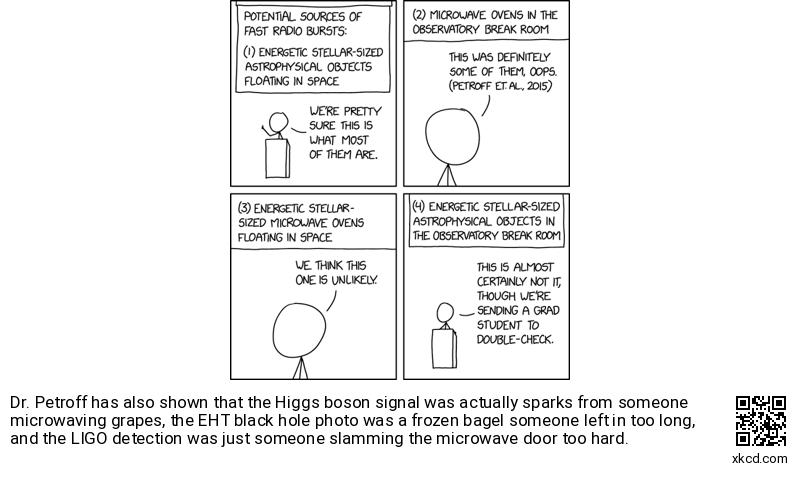 POTENTIAL SOURCES OF
FAST RADIO BURSTS:
(1) ENERGETIC STELLAR-SIZED
ASTROPHYSICAL OBJECTS
FLOATING IN SPACE
WE'RE PRETTY
SURE THIS IS
WHAT MOST
OF THEM ARE.
(2) MICROWAVE OVENS IN THE
OBSERVATORY BREAK ROOM
THIS WAS DEFINITELY
SOME OF THEM, OOPS.
(PETROFF ET. AL., 2015)
(3) ENERGETIC STELLAR-
SIZED MICROWAVE OVENS
FLOATING IN SPACE
WE THINK THIS
ONE IS UNLIKELY.
(4) ENERGETIC STELLAR-SIZED
ASTROPHYSICAL OBJECTS IN
THE OBSERVATORY BREAK ROOM
THIS IS ALMOST
CERTAINLY NOT IT,
THOUGH WE'RE
SENDING A GRAD
STUDENT TO
DOUBLE-CHECK.
Dr. Petroff has also shown that the Higgs boson signal was actually sparks from someone
microwaving grapes, the EHT black hole photo was a frozen bagel someone left in too long,
and the LIGO detection was just someone slamming the microwave door too hard.
xkcd.com